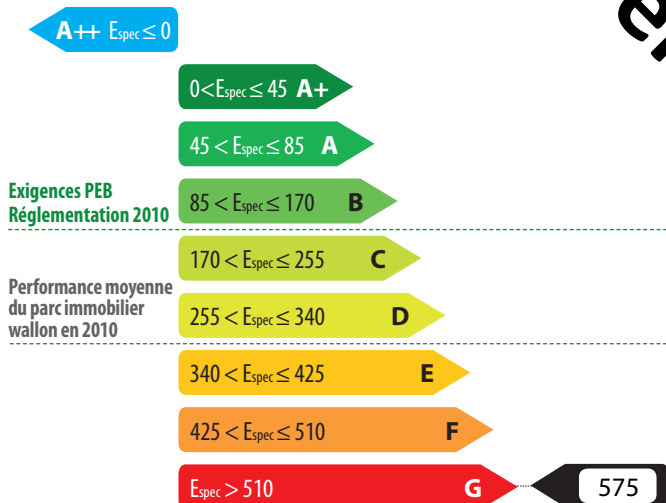 A++ Espec ≤ 0
0<Espec ≤ 45 A+
45 < Espec ≤ 85 A
Exigences PEB
Réglementation 2010
85 < Espec ≤ 170 B
170 < Espec ≤ 255 C
Performance moyenne
du parc immobilier
wallon en 2010
255 < Espec ≤ 340 D
340 < Espec ≤ 425 E
425 < Espec ≤ 510 F
Espec > 510 G
575